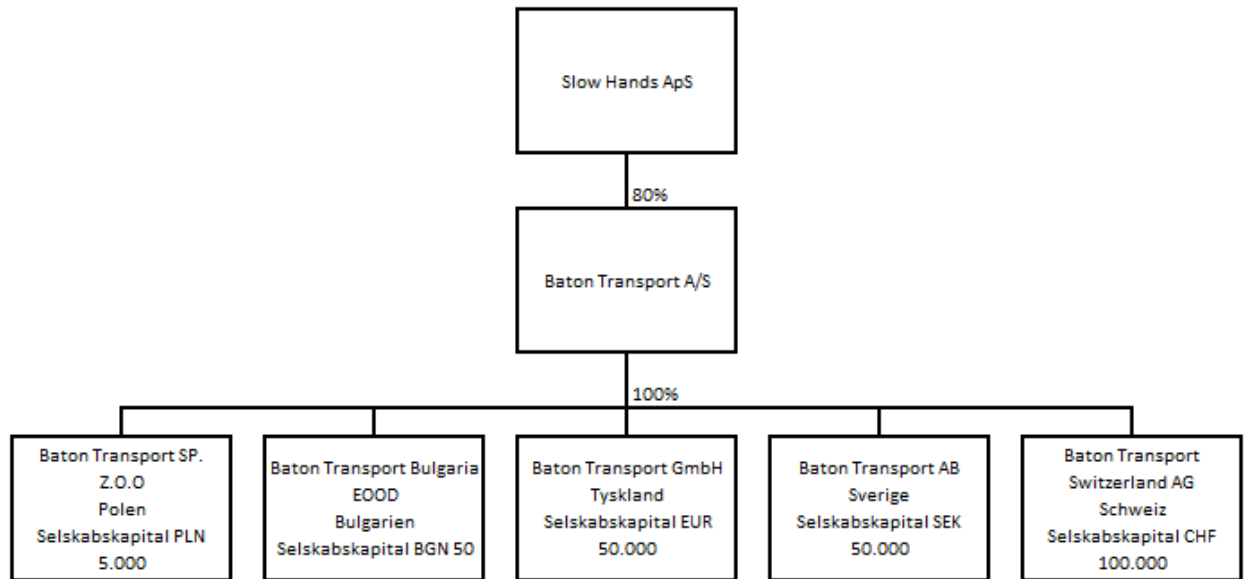 Slow Hands ApS
80%
Baton Transport A/S
100%
Baton Transport SP.
Z.O.O
Polen
Selskabskapital PLN
5.000
Baton Transport Bulgaria
EOOD
Bulgarien
Selskabskapital BGN 50
Baton Transport GmbH
Tyskland
Selskabskapital EUR
50.000
Baton Transport AB
Sverige
Selskabskapital SEK
50.000
Baton Transport
Switzerland AG
Schweiz
Selskabskapital CHF
100.000